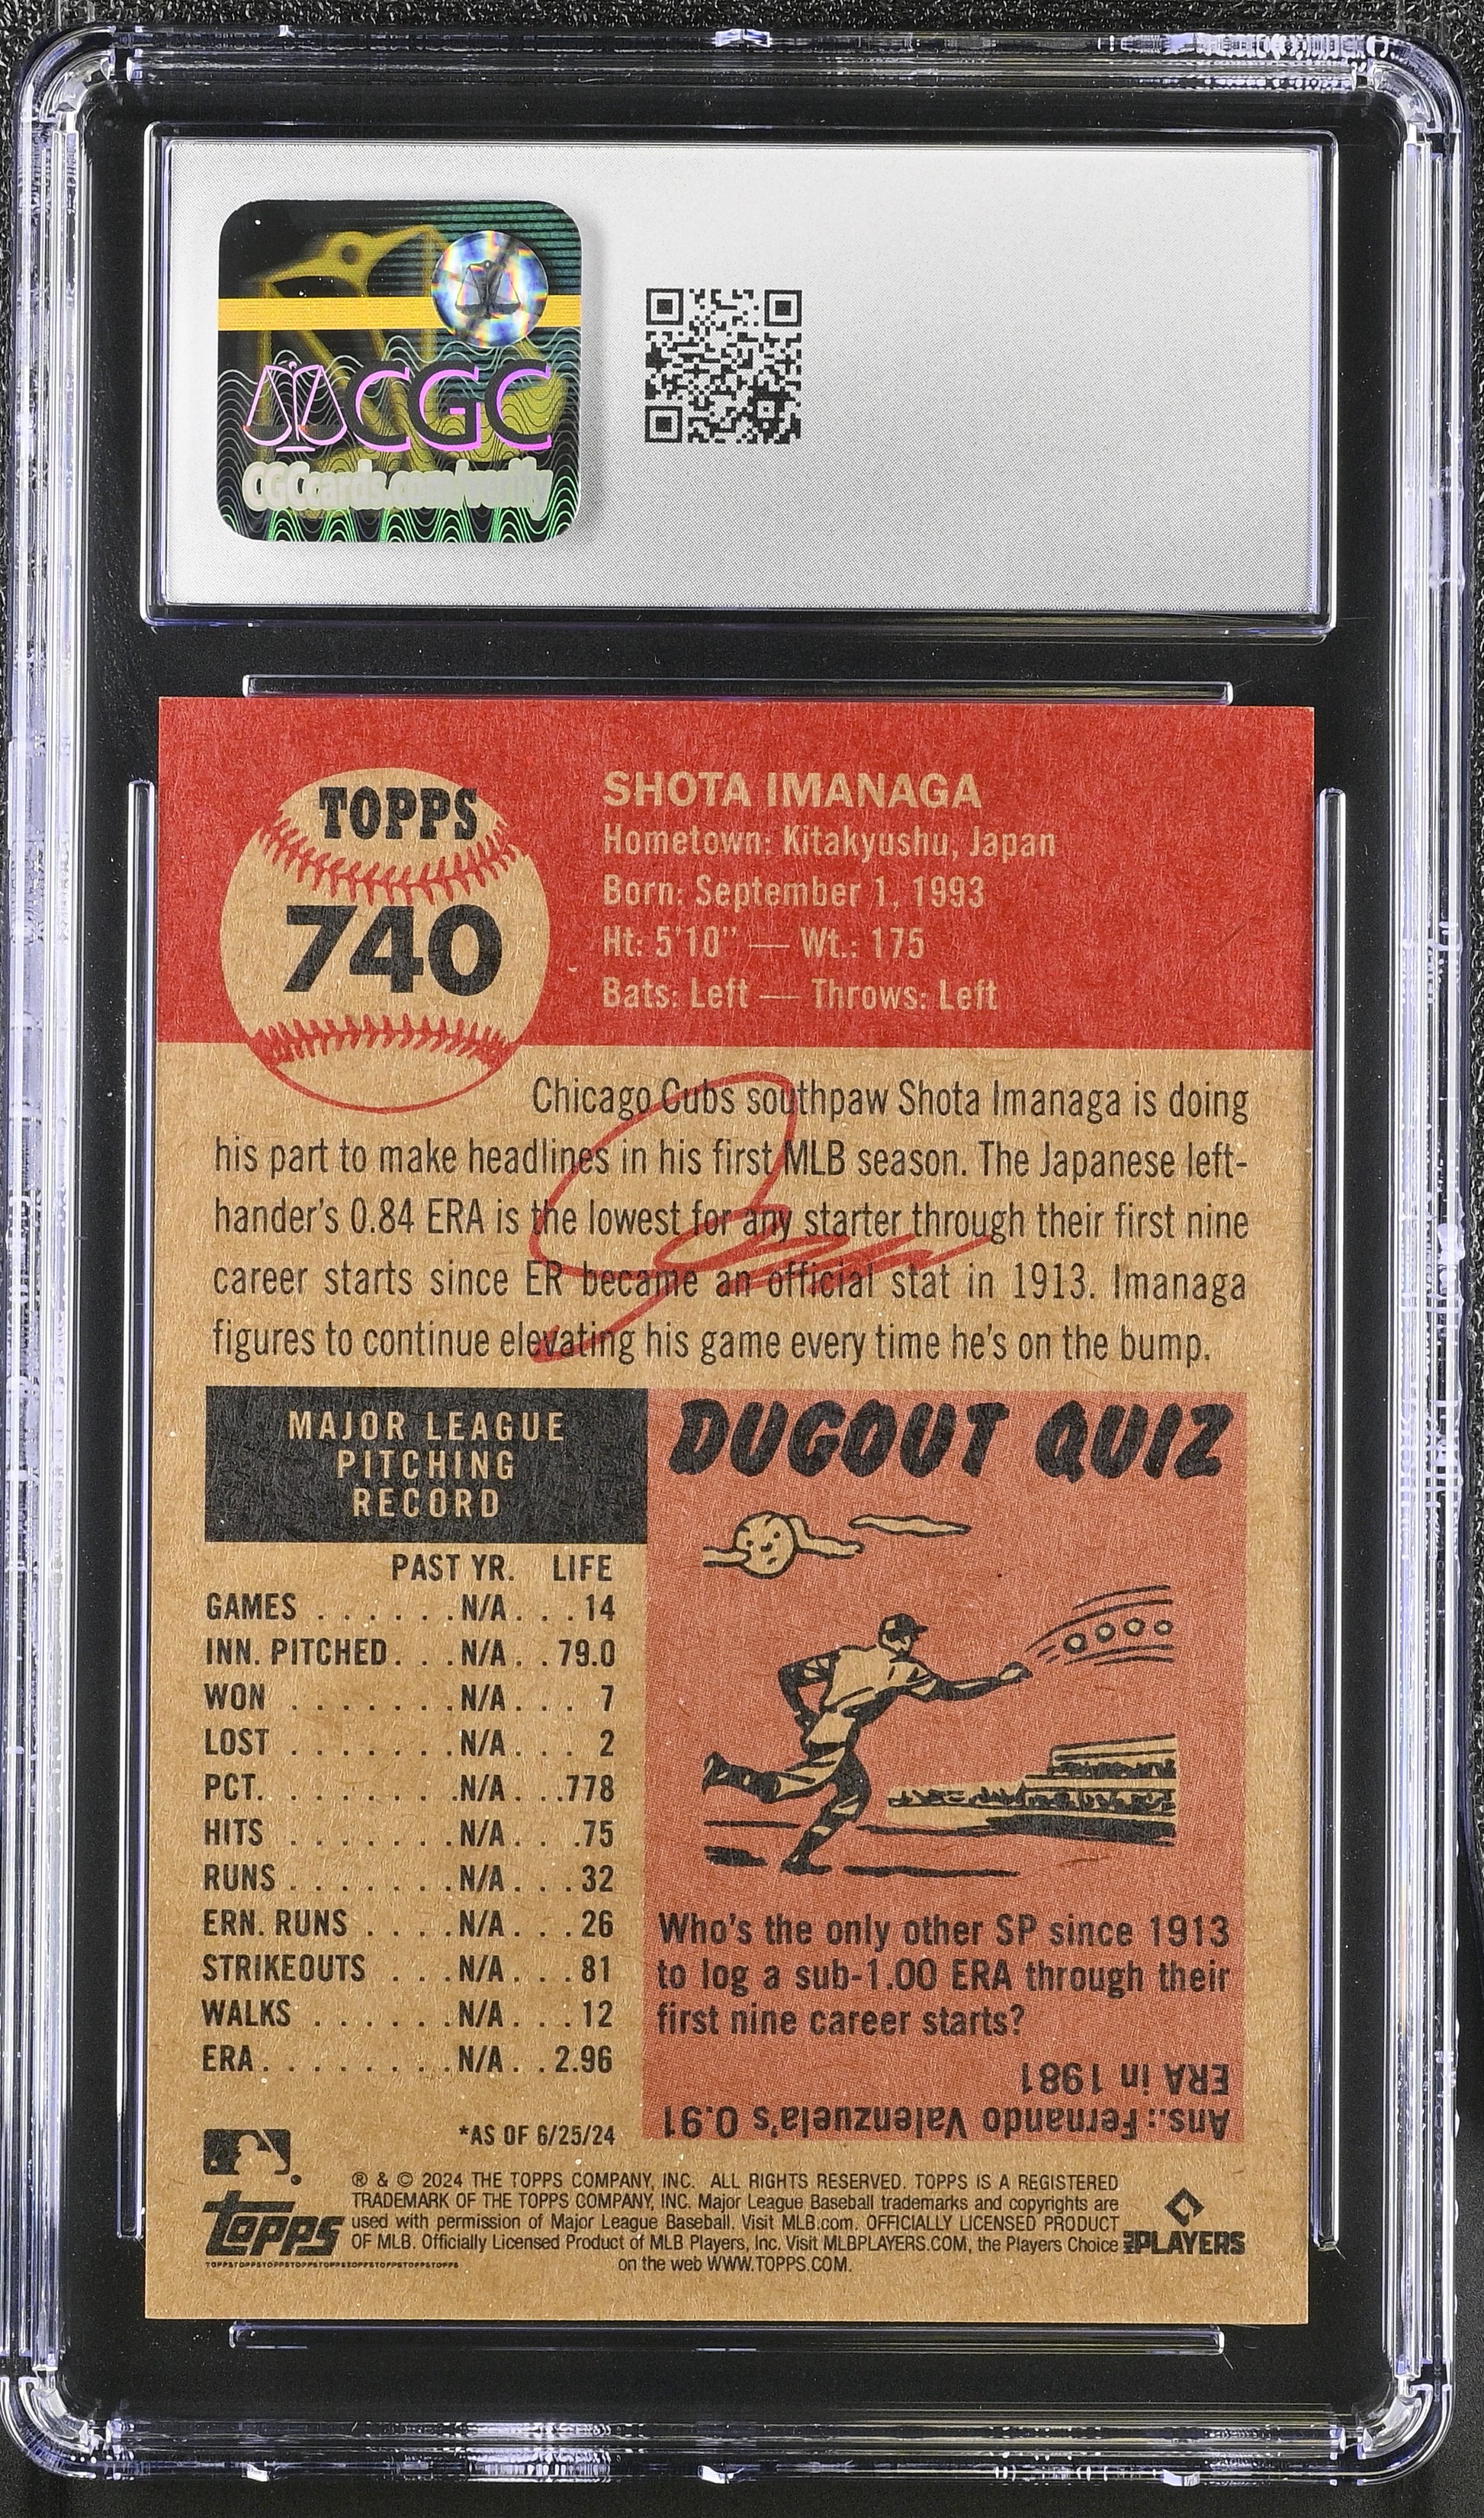 CGC
CGCcards.com/verify
TOPPS
740
SHOTA IMANAGA
Hometown: Kitakyushu, Japan
Born: September 1, 1993
Ht: 5'10" — Wt.: 175
Bats: Left — Throws: Left
Chicago Cubs southpaw Shota Imanaga is doing
his part to make headlines in his first MLB season. The Japanese left-
hander's 0.84 ERA is the lowest for any starter through their first nine
career starts since ER became an official stat in 1913. Imanaga
figures to continue elevating his game every time he's on the bump.
MAJOR LEAGUE
PITCHING
RECORD
PAST YR. LIFE
GAMES . . . . . . N/A . . . 14
INN. PITCHED . . . N/A . . 79.0
WON . . . . . . . N/A . . . 7
LOST . . . . . . . N/A . . . 2
PCT. . . . . . . . N/A . . .778
HITS . . . . . . . N/A . . . 75
RUNS . . . . . . . N/A . . . 32
ERN. RUNS . . . . N/A . . . 26
STRIKEOUTS . . . N/A . . . 81
WALKS . . . . . . N/A . . . 12
ERA . . . . . . . . N/A . . 2.96
*AS OF 6/25/24
DUGOUT QUIZ
Who's the only other SP since 1913
to log a sub-1.00 ERA through their
first nine career starts?
Ans.: Fernando Valenzuela's 0.91
ERA in 1981
® & © 2024 THE TOPPS COMPANY, INC. ALL RIGHTS RESERVED. TOPPS IS A REGISTERED
TRADEMARK OF THE TOPPS COMPANY, INC. Major League Baseball trademarks and copyrights are
used with permission of Major League Baseball. Visit MLB.com. OFFICIALLY LICENSED PRODUCT
OF MLB. Officially Licensed Product of MLB Players, Inc. Visit MLBPLAYERS.COM, the Players Choice
on the web WWW.TOPPS.COM.
topps
MLB PLAYERS